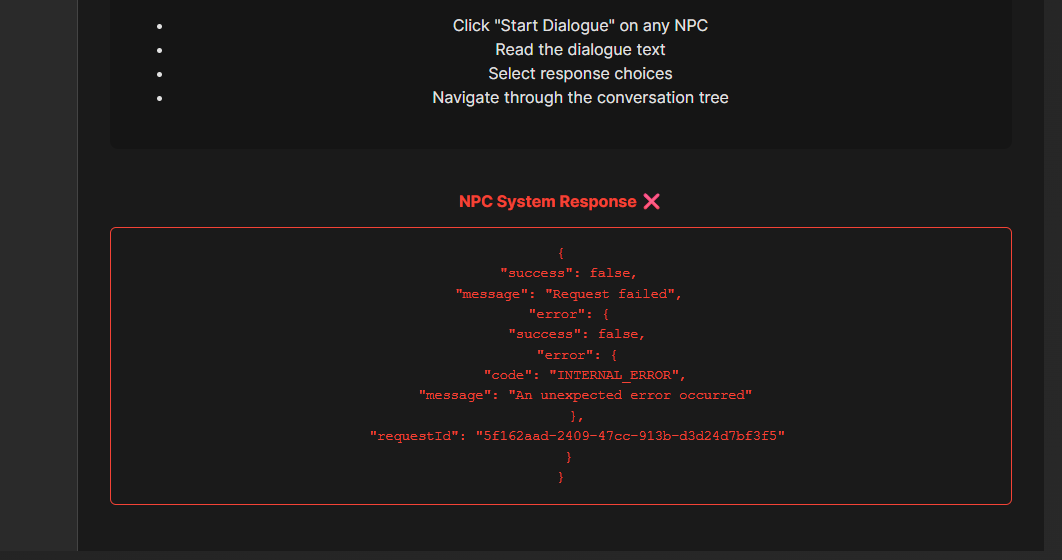 Click "Start Dialogue" on any NPC
Read the dialogue text
Select response choices
Navigate through the conversation tree
NPC System Response ❌
{
"success": false,
"message": "Request failed",
"error": {
"success": false,
"error": {
"code": "INTERNAL_ERROR",
"message": "An unexpected error occurred"
},
"requestId": "5f162aad-2409-47cc-913b-d3d24d7bf3f5"
}
}